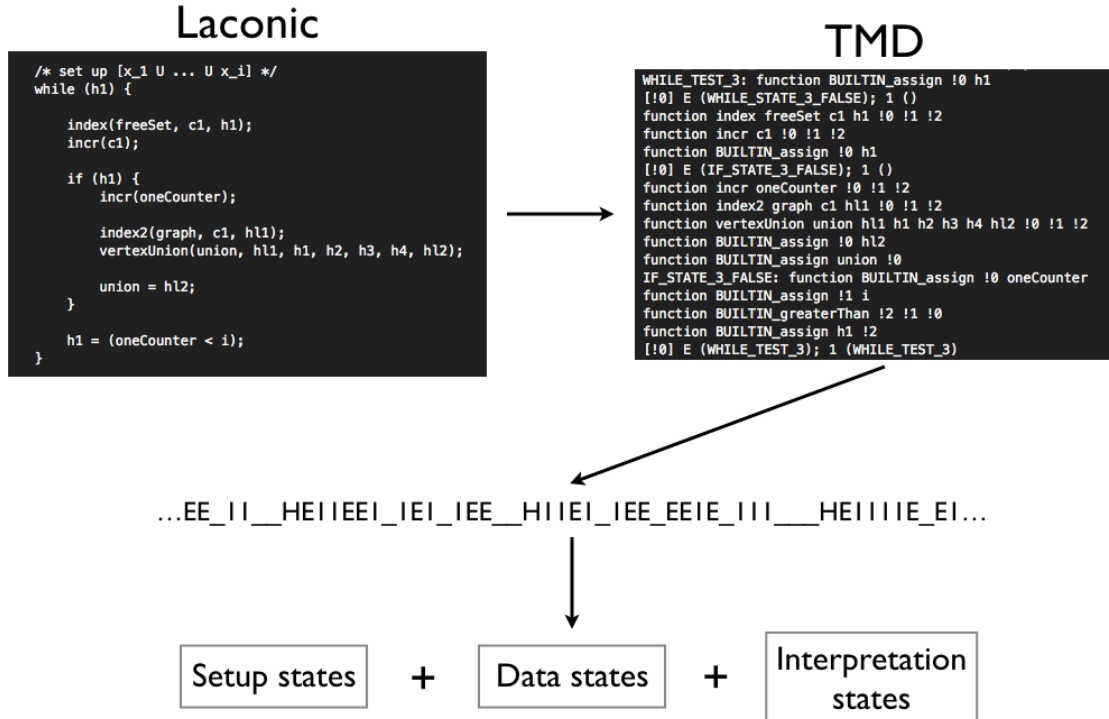 Laconic
/* set up [x_1 U ... U x_i] */
while (h1) {
index(freeSet, c1, h1);
incr(c1);
if (h1) {
incr(oneCounter);
index2(graph, c1, hl1);
vertexUnion(union, hl1, h1, h2, h3, h4, hl2);
union = hl2;
}
h1 = (oneCounter < i);
}
TMD
WHILE_TEST_3: function BUILTIN_assign !0 h1
[!0] E (WHILE_STATE_3_FALSE); 1 ()
function index freeSet c1 h1 !0 !1 !2
function incr c1 !0 !1 !2
function BUILTIN_assign !0 h1
[!0] E (IF_STATE_3_FALSE); 1 ()
function incr oneCounter !0 !1 !2
function index2 graph c1 hl1 !0 !1 !2
function vertexUnion union hl1 h1 h2 h3 h4 hl2 !0 !1 !2
function BUILTIN_assign !0 hl2
function BUILTIN_assign union !0
IF_STATE_3_FALSE: function BUILTIN_assign !0 oneCounter
function BUILTIN_assign !1 i
function BUILTIN_greaterThan !2 !1 !0
function BUILTIN_assign h1 !2
[!0] E (WHILE_TEST_3); 1 (WHILE_TEST_3)
...EE_11__HE11EE1_1E1_1EE__H11E1_1EE_EE1E_111___HE1111E_E1...
Setup states + Data states + Interpretation
states